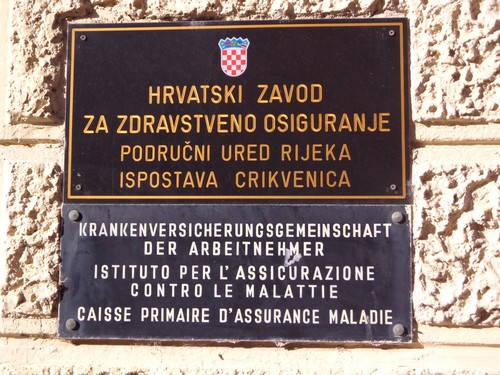 HRVATSKI ZAVOD
ZA ZDRAVSTVENO OSIGURANJE
PODRUČNI URED RIJEKA
ISPOSTAVA CRIKVENICA
KRANKENVERSICHERUNGSGEMEINSCHAFT
DER ARBEITNEHMER
ISTITUTO PER L'ASSICURAZIONE
CONTRO LE MALATTIE
CAISSE PRIMAIRE D'ASSURANCE MALADIE